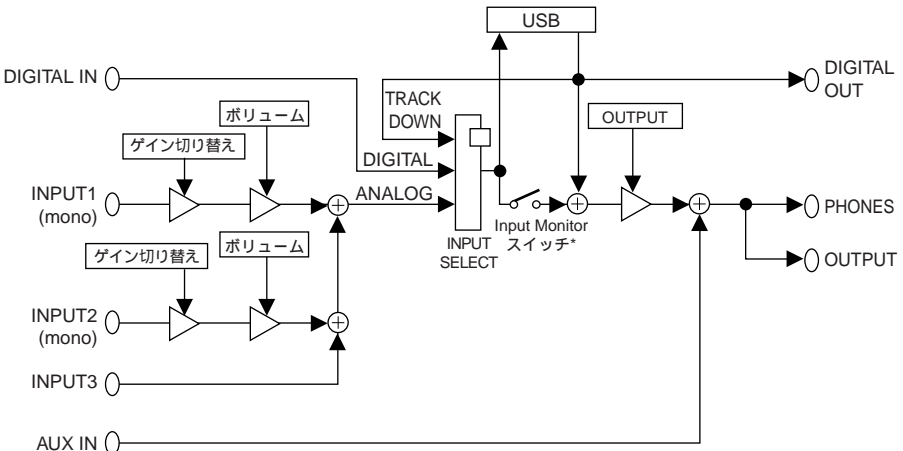 USB
DIGITAL IN
DIGITAL
OUT
TRACK
DOWN
ボリューム
OUTPUT
ゲイン切り替え
DIGITAL
INPUT1
(mono)
ANALOG
PHONES
INPUT
SELECT
Input Monitor
スイッチ*
ゲイン切り替え
ボリューム
OUTPUT
INPUT2
(mono)
INPUT3
AUX IN